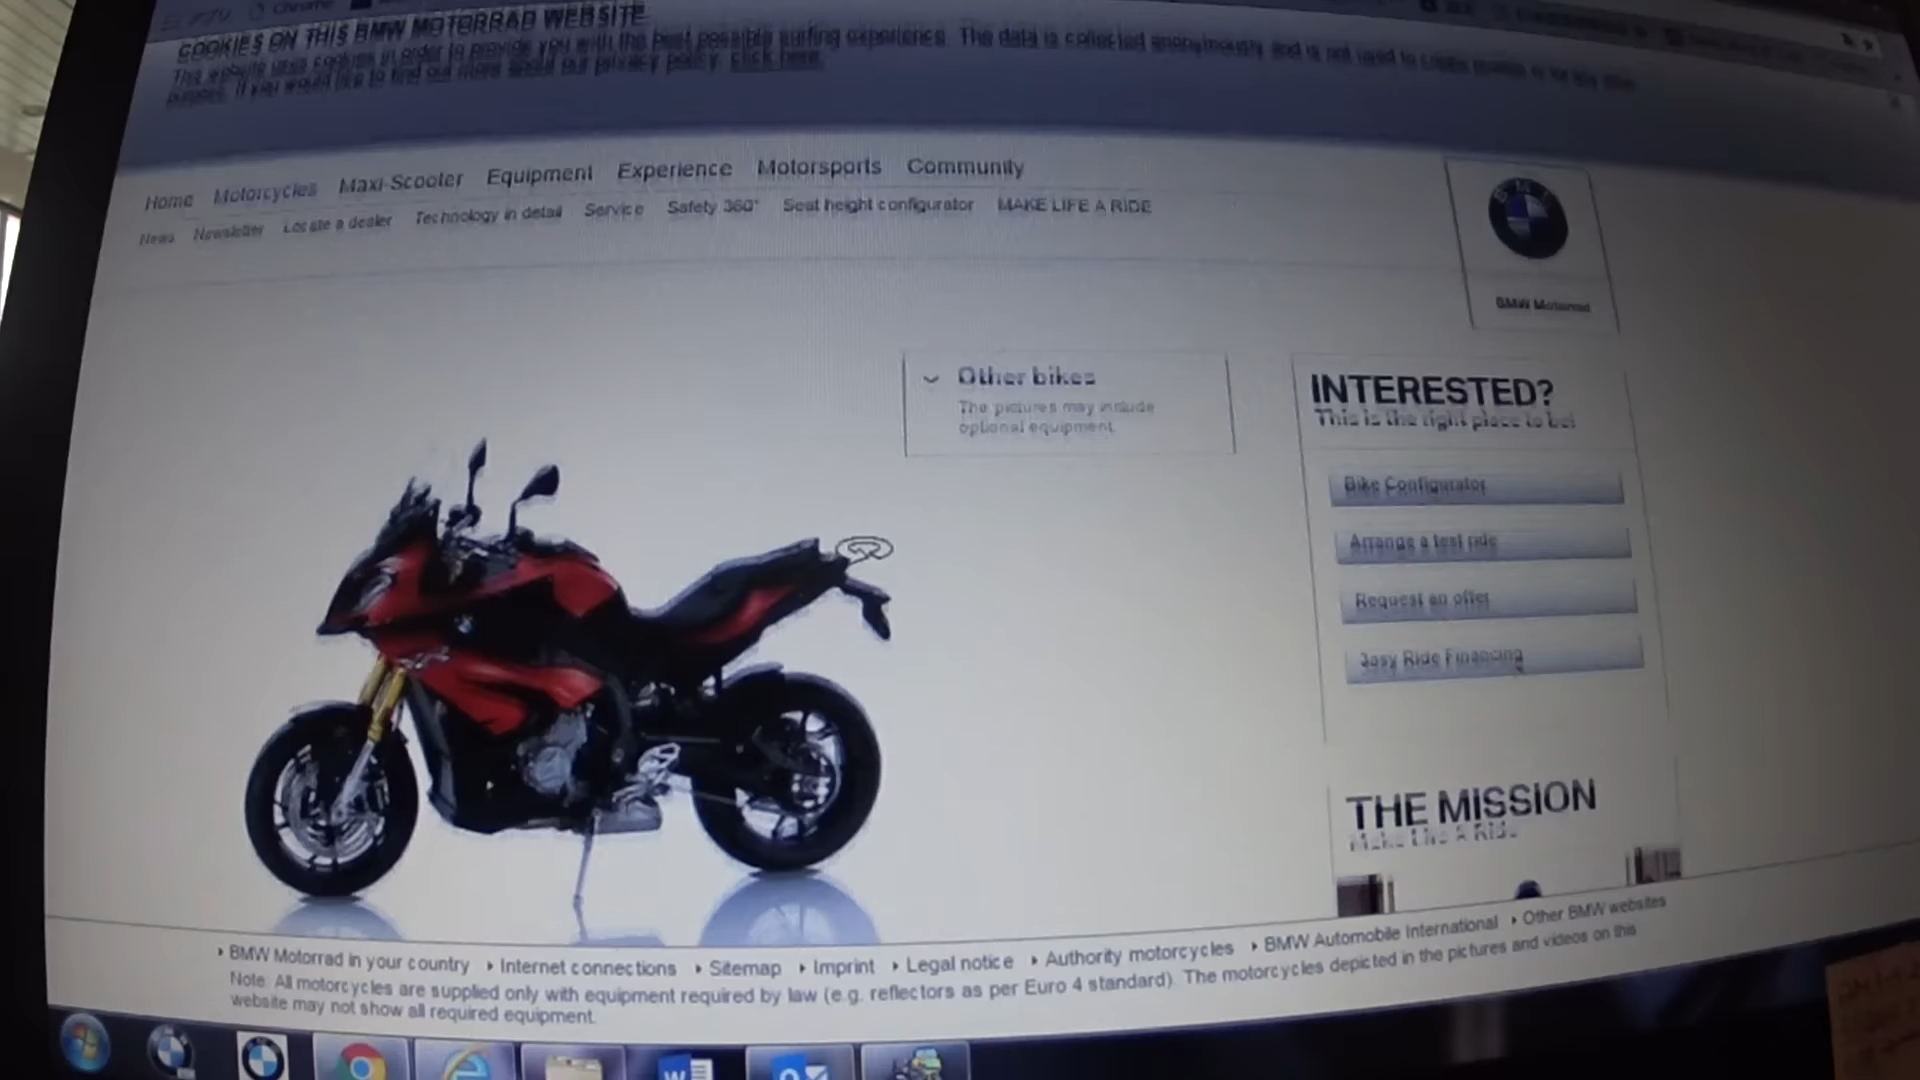 Chrome
COOKIES ON THIS BMW MOTORRAD WEBSITE
This website uses cookies in order to provide you with the best possible surfing experience. The data is collected anonymously and is not used to create profiles or for any other
purpose. If you would like to find out more about our privacy policy, click here.
Home Motorcycles Maxi-Scooter Equipment Experience Motorsports Community
News Newsletter Locate a dealer Technology in detail Service Safety 360° Seat height configurator MAKE LIFE A RIDE
BMW
BMW Motorrad
Other bikes
The pictures may include
optional equipment.
INTERESTED?
This is the right place to be!
Bike Configurator
Arrange a test ride
Request an offer
3asy Ride Financing
THE MISSION
Make Life A Ride
BMW Motorrad in your country Internet connections Sitemap Imprint Legal notice Authority motorcycles BMW Automobile International Other BMW websites
Note: All motorcycles are supplied only with equipment required by law (e.g. reflectors as per Euro 4 standard). The motorcycles depicted in the pictures and videos on this
website may not show all required equipment.